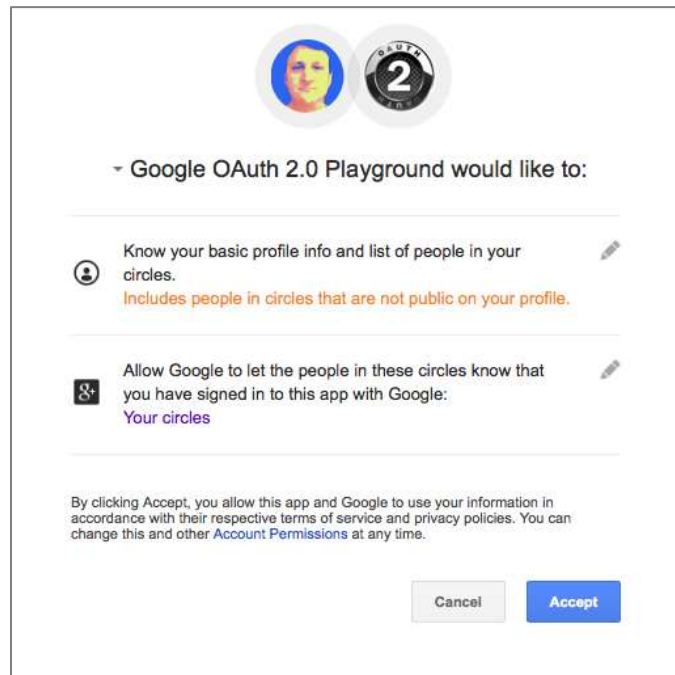 OAUTH
2
Google OAuth 2.0 Playground would like to:
Know your basic profile info and list of people in your
circles.
Includes people in circles that are not public on your profile.
8+
Allow Google to let the people in these circles know that
you have signed in to this app with Google:
Your circles
By clicking Accept, you allow this app and Google to use your information in
accordance with their respective terms of service and privacy policies. You can
change this and other Account Permissions at any time.
Cancel Accept